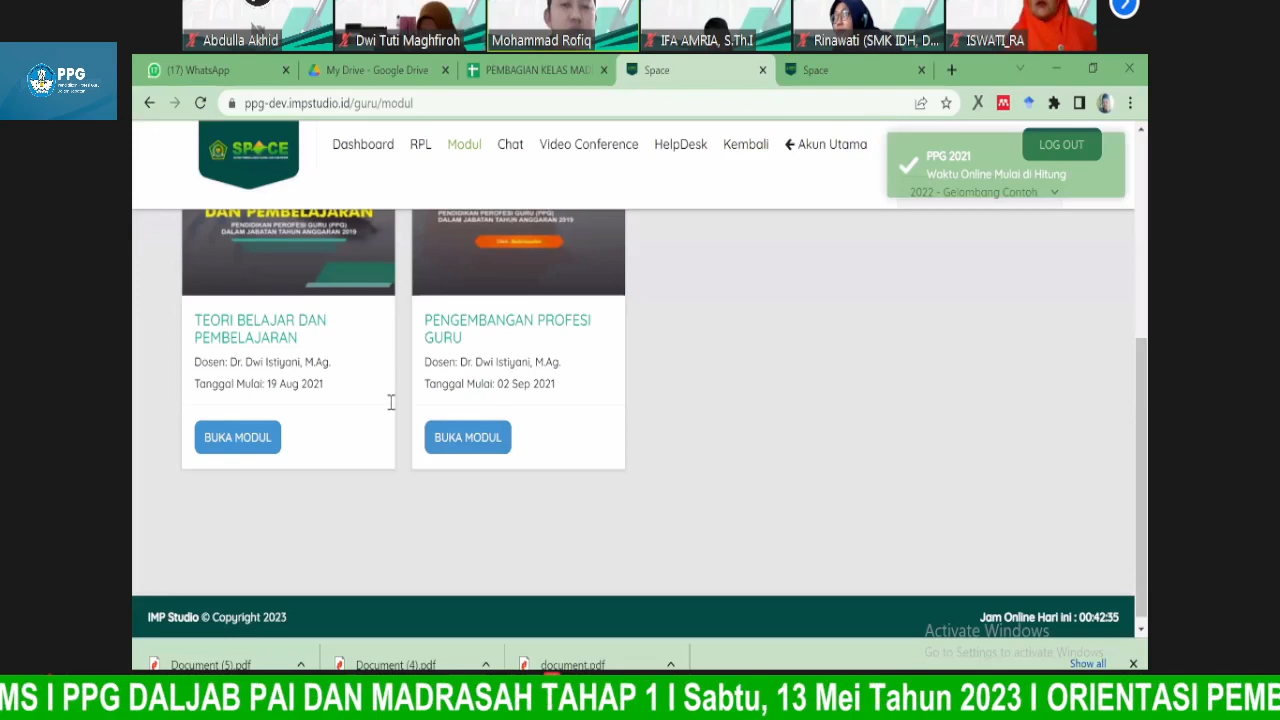 Abdulla Akhid
Dwi Tuti Maghfiroh
Mohammad Rofiq
IFA AMRIA, S.Th.I
Rinawati (SMK IDH, D...
ISWATI_RA
PPG
(17) WhatsApp
My Drive - Google Drive
PEMBAGIAN KELAS MAD
Space
Space
ppg-dev.impstudio.id/guru/modul
SPACE
Dashboard
RPL
Modul
Chat
Video Conference
HelpDesk
Kembali
Akun Utama
LOG OUT
PPG 2021
Waktu Online Mulai di Hitung
2022 - Gelombang Contoh
DAN PEMBELAJARAN
PENDIDIKAN PEROFESI GURU (PPG)
DALAM JABATAN TAHUN ANGGARAN 2019
PENDIDIKAN PEROFESI GURU (PPG)
DALAM JABATAN TAHUN ANGGARAN 2019
TEORI BELAJAR DAN
PEMBELAJARAN
Dosen: Dr. Dwi Istiyani, M.Ag.
Tanggal Mulai: 19 Aug 2021
BUKA MODUL
PENGEMBANGAN PROFESI
GURU
Dosen: Dr. Dwi Istiyani, M.Ag.
Tanggal Mulai: 02 Sep 2021
BUKA MODUL
IMP Studio © Copyright 2023
Jam Online Hari ini : 00:42:35
Activate Windows
Go to Settings to activate Windows.
Document (5).pdf
Document (4).pdf
document.pdf
Show all
MS I PPG DALJAB PAI DAN MADRASAH TAHAP 1 I Sabtu, 13 Mei Tahun 2023 I ORIENTASI PEME